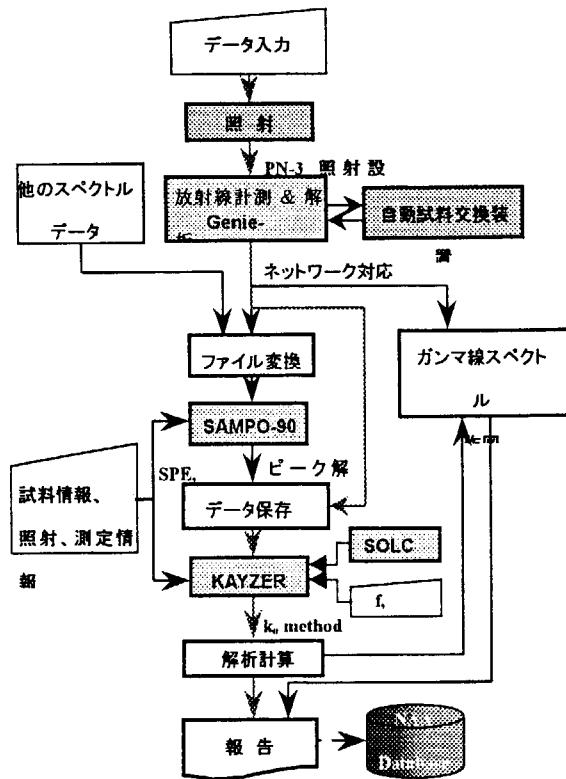 データ入力
照 射
PN-3 照射設
他のスペクトル
データ
放射線計測 & 解
Genie-
自動試料交換装
置
ネットワーク対応
ファイル変換
ガンマ線スペクト
ル
SAMPO-90
SPE,
ピーク解
試料情報、
照射、測定情
報
データ保存
SOLC
KAYZER
f,
k₀ method
解析計算
報 告
Database